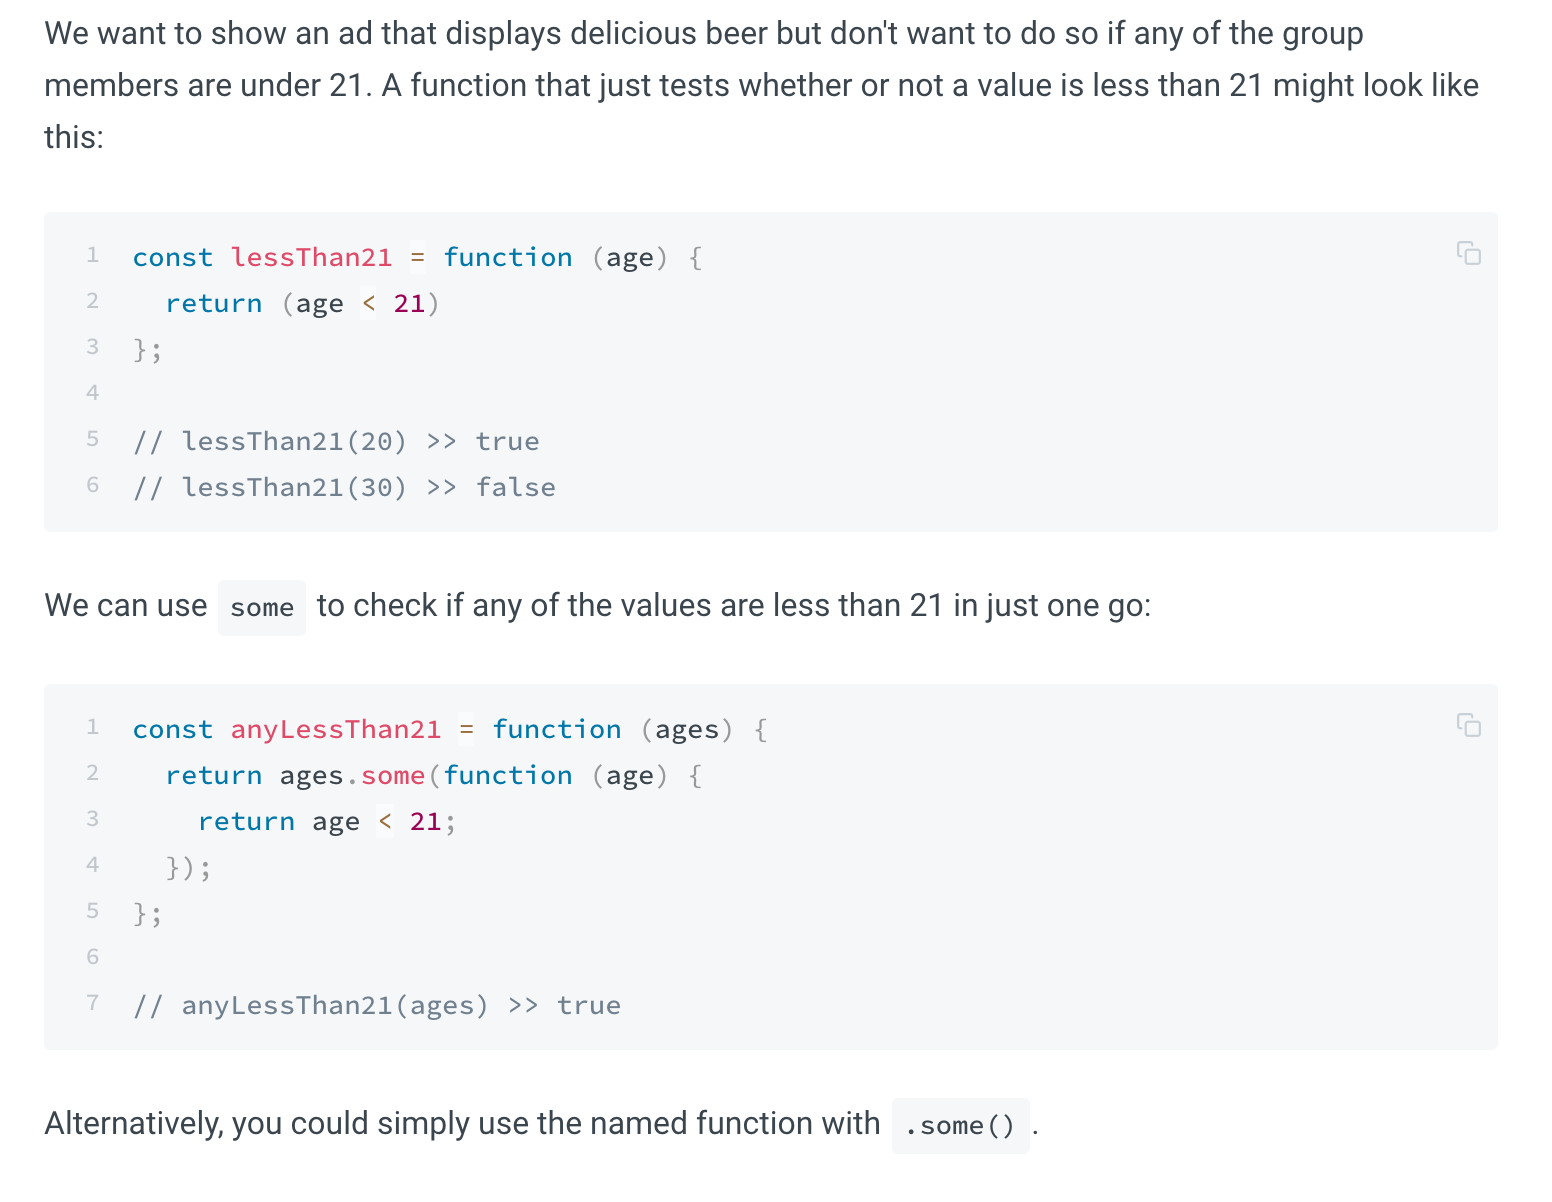 We want to show an ad that displays delicious beer but don't want to do so if any of the group
members are under 21. A function that just tests whether or not a value is less than 21 might look like
this:
1 const lessThan21 = function (age) {
2   return (age < 21)
3 };
4
5 // lessThan21(20) >> true
6 // lessThan21(30) >> false
We can use some to check if any of the values are less than 21 in just one go:
1 const anyLessThan21 = function (ages) {
2   return ages.some(function (age) {
3     return age < 21;
4   });
5 };
6
7 // anyLessThan21(ages) >> true
Alternatively, you could simply use the named function with .some() .